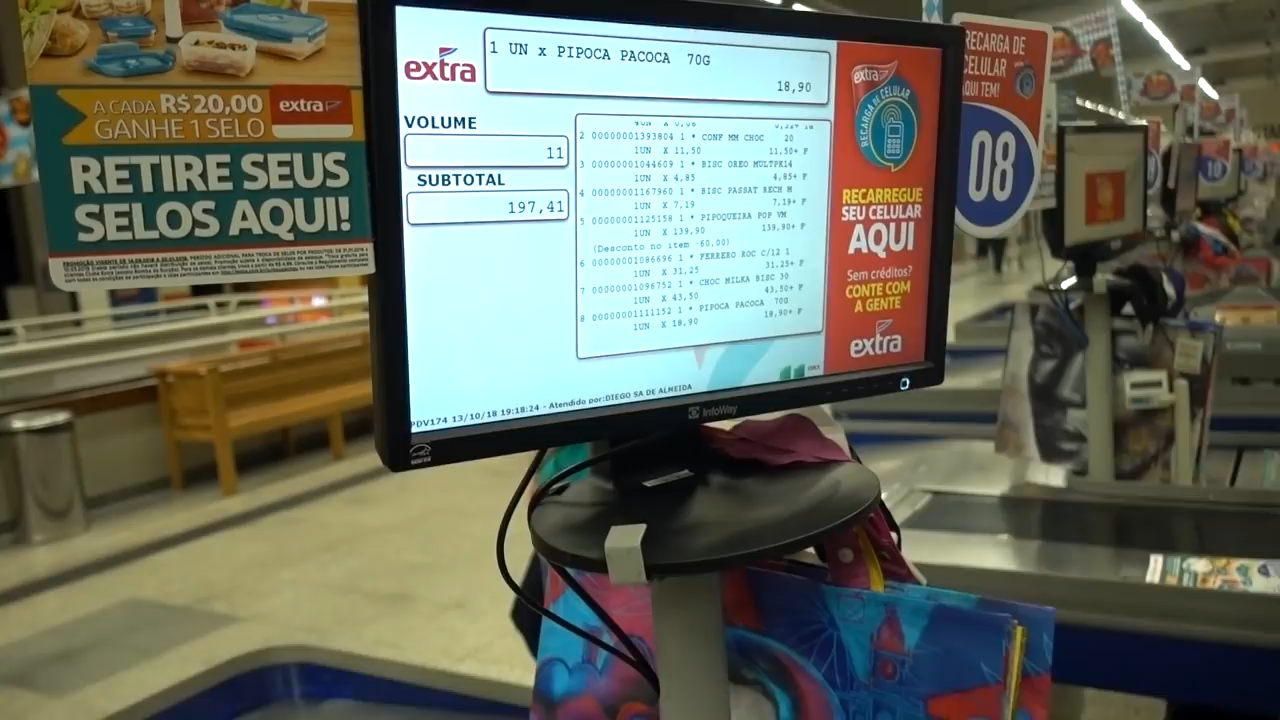 A CADA R$20,00
GANHE 1 SELO
extra
RETIRE SEUS
SELOS AQUI!
extra
1 UN x PIPOCA PACOCA 70G
18,90
VOLUME
11
SUBTOTAL
197,41
2 00000001393804 1 * CONF MM CHOC 20
1UN X 11,50 11,50+ F
3 00000001044609 1 * BISC OREO MULTPK14
1UN X 4,85 4,85+ F
4 00000001167960 1 * BISC PASSAT RECH M
1UN X 7,19 7,19+ F
5 00000001125158 1 * PIPOQUEIRA POP VM
1UN X 139,90 139,90+ F
(Desconto no item -60,00)
6 00000001086696 1 * FERRERO ROC C/12 1
1UN X 31,25 31,25+ F
7 00000001096752 1 * CHOC MILKA BISC 30
1UN X 43,50 43,50+ F
8 00000001111152 1 * PIPOCA PACOCA 70G
1UN X 18,90 18,90+ F
PDV174 13/10/18 19:18:24 - Atendido por:DIEGO SA DE ALMEIDA
extra
RECARGA DE CELULAR
RECARREGUE
SEU CELULAR
AQUI
Sem créditos?
CONTE COM
A GENTE
extra
InfoWay
RECARGA DE
CELULAR
AQUI TEM!
08
10